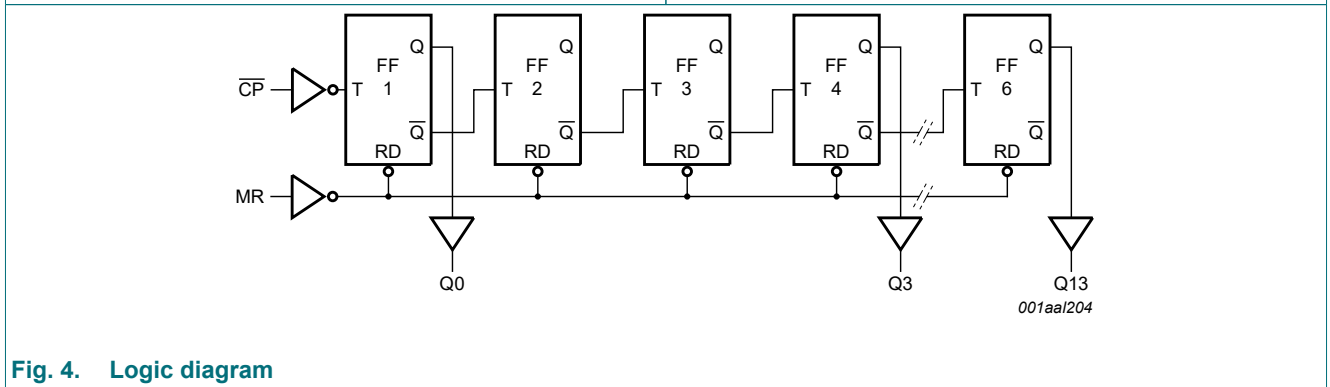 Q Q Q Q Q
FF FF FF FF FF
C̅P̅ T 1 T 2 T 3 T 4 T 6
Q̅ Q̅ Q̅ Q̅ Q̅
RD RD RD RD RD
MR
Q0 Q3 Q13
001aal204
Fig. 4. Logic diagram